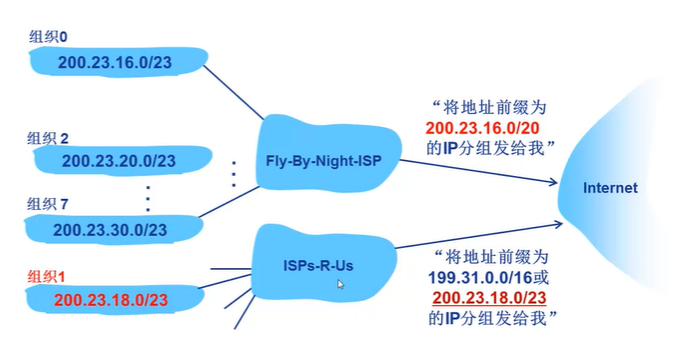 组织0
200.23.16.0/23
组织 2
200.23.20.0/23
组织 7
200.23.30.0/23
组织1
200.23.18.0/23
Fly-By-Night-ISP
ISPs-R-Us
“将地址前缀为
200.23.16.0/20
的IP分组发给我”
“将地址前缀为
199.31.0.0/16或
200.23.18.0/23
的IP分组发给我”
Internet